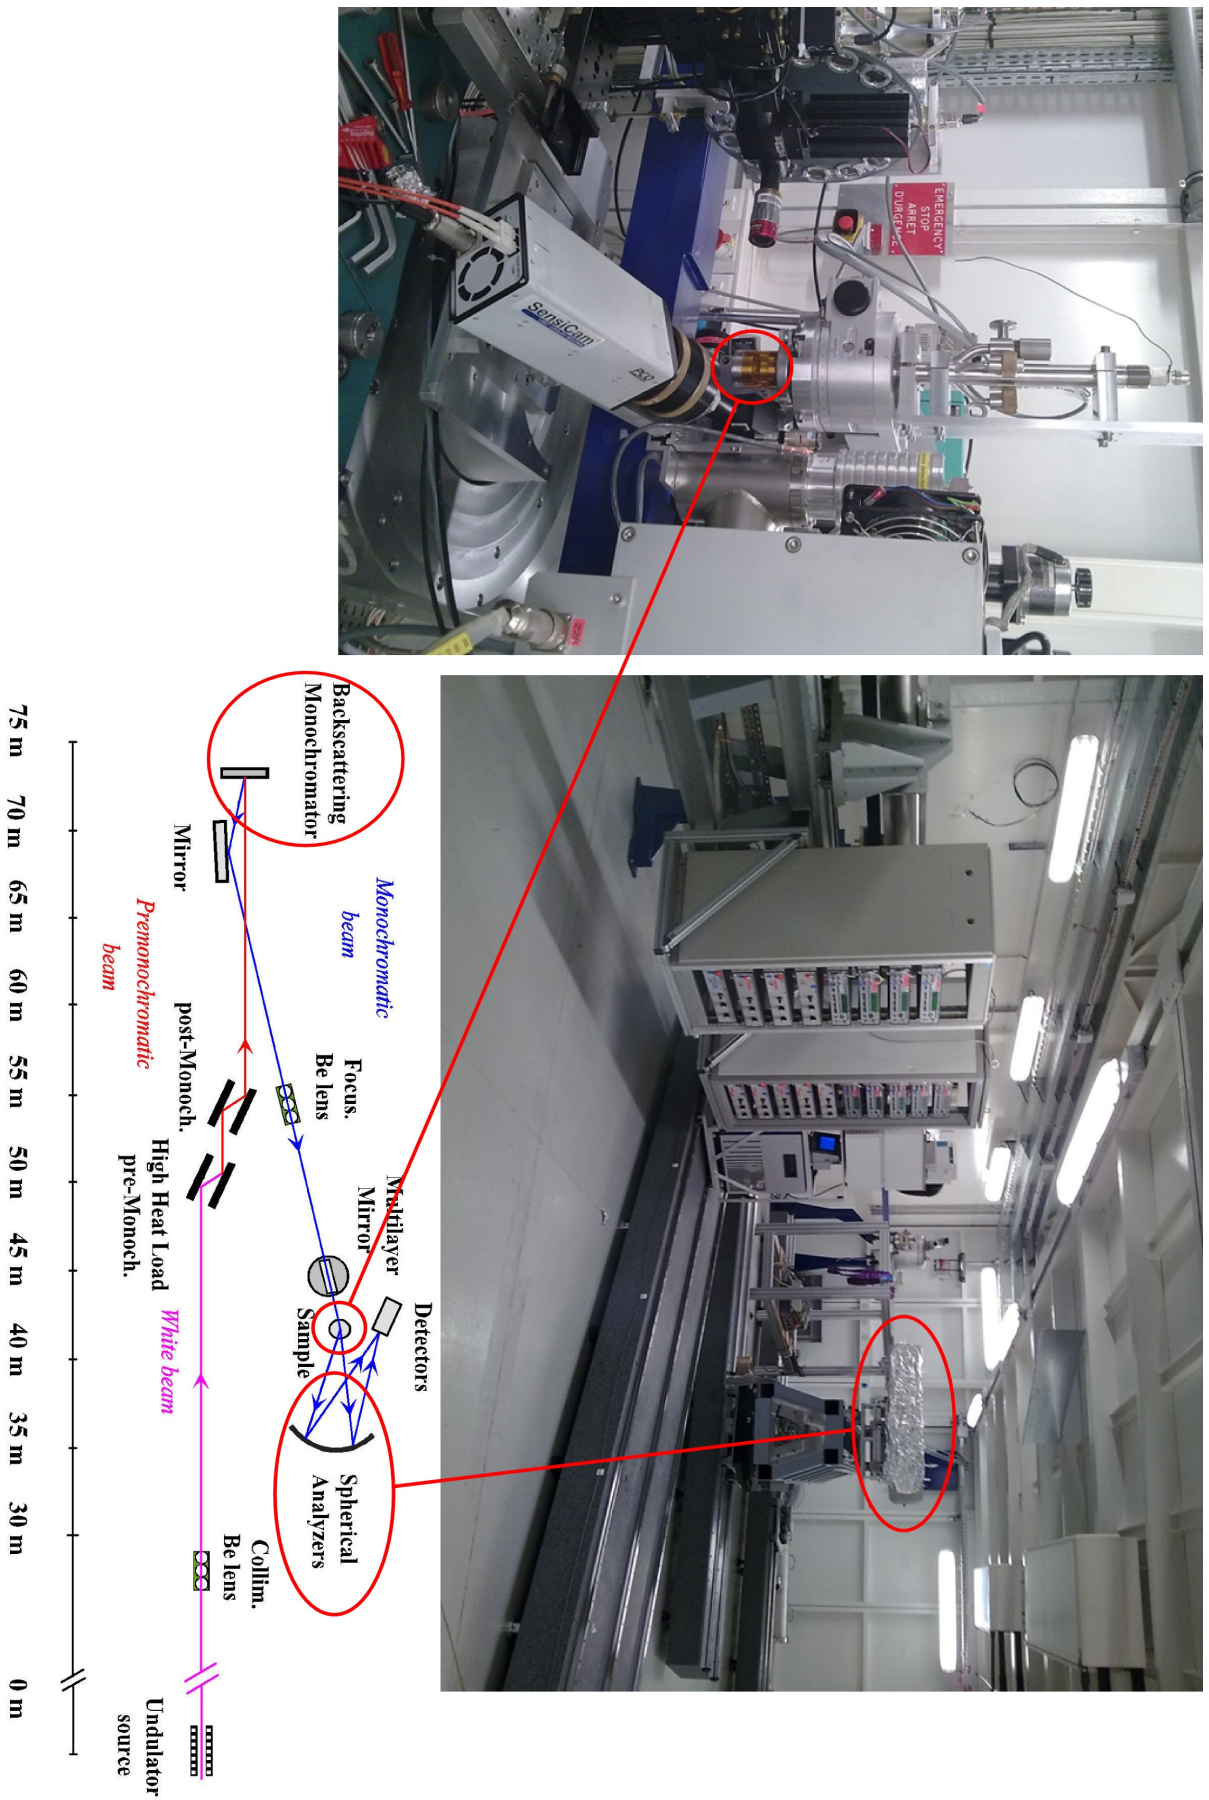 EMERGENCY
STOP
ARRET
D'URGENCE
SensiCam
PCO
22A
Backscattering
Monochromator
Mirror
Monochromatic
beam
Premonochromatic
beam
post-Monoch.
Focus.
Be lens
High Heat Load
pre-Monoch.
Multilayer
Mirror
Sample
Detectors
White beam
Spherical
Analyzers
Collim.
Be lens
Undulator
source
75 m
70 m
65 m
60 m
55 m
50 m
45 m
40 m
35 m
30 m
0 m